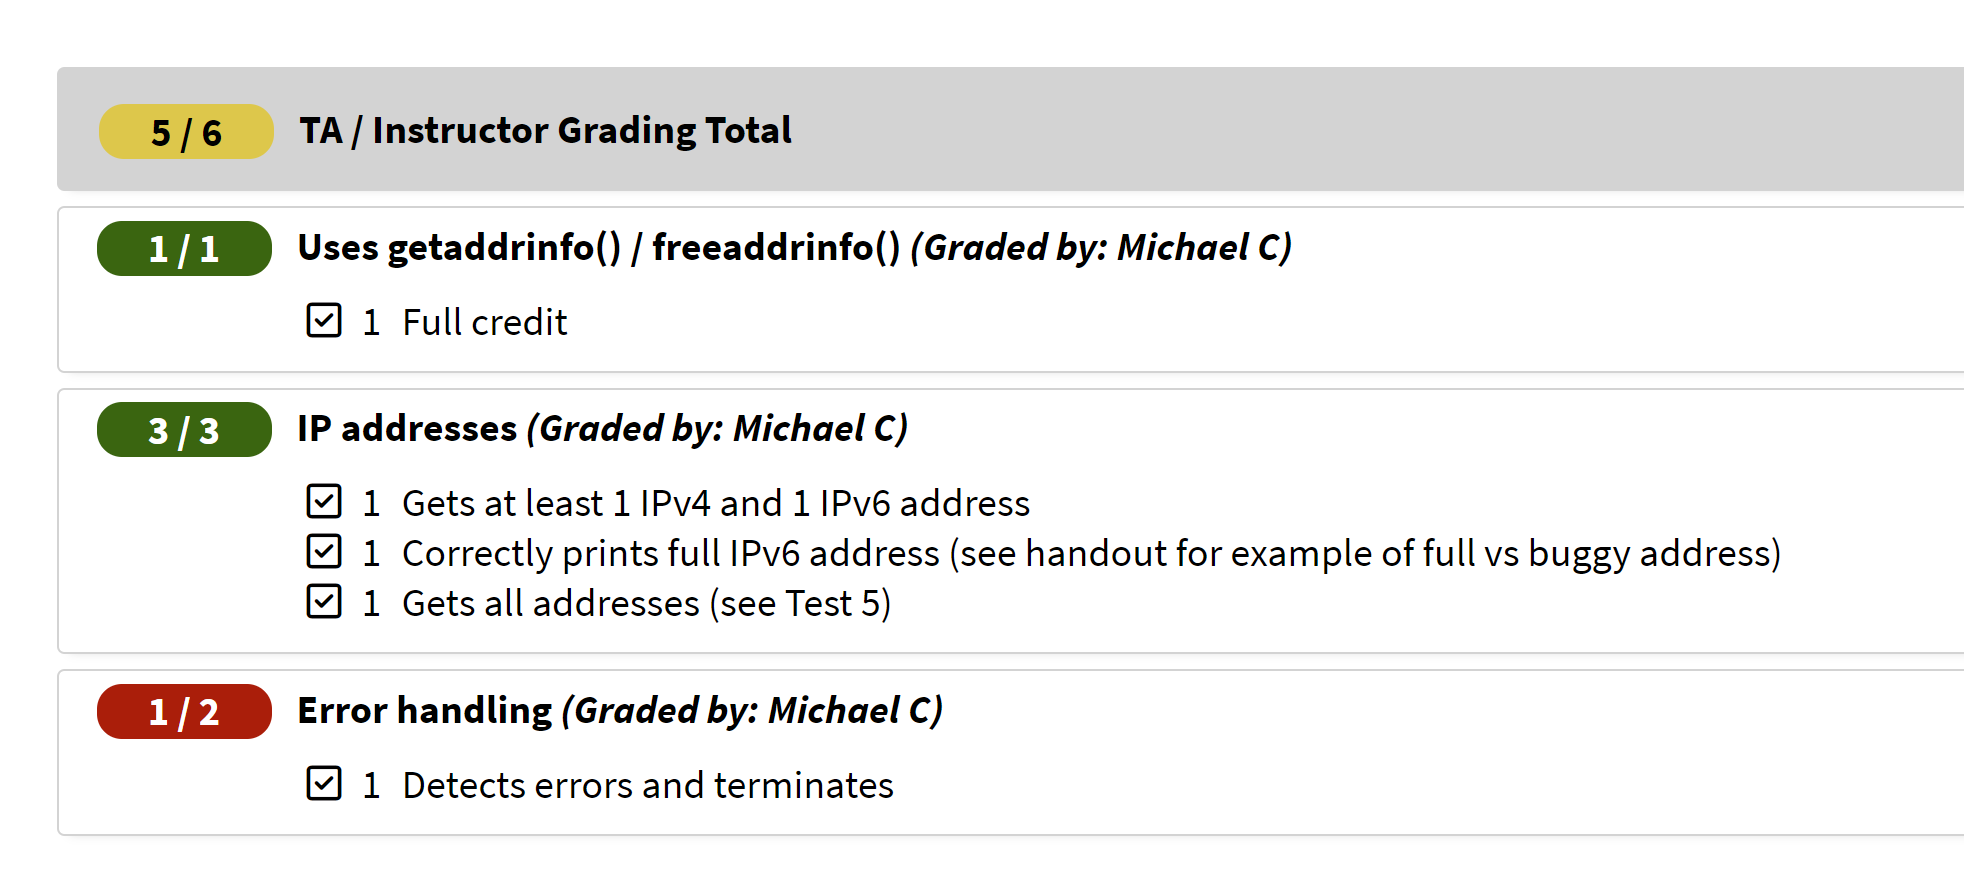 5 / 6 TA / Instructor Grading Total
1 / 1 Uses getaddrinfo() / freeaddrinfo() (Graded by: Michael C)
1 Full credit
3 / 3 IP addresses (Graded by: Michael C)
1 Gets at least 1 IPv4 and 1 IPv6 address
1 Correctly prints full IPv6 address (see handout for example of full vs buggy address)
1 Gets all addresses (see Test 5)
1 / 2 Error handling (Graded by: Michael C)
1 Detects errors and terminates